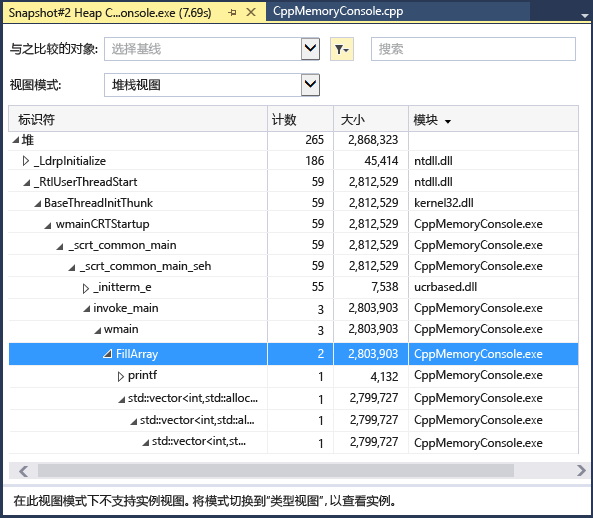 Snapshot#2 Heap C...onsole.exe (7.69s) CppMemoryConsole.cpp
与之比较的对象: 选择基线 搜索
视图模式: 堆栈视图
标识符 计数 大小 模块
堆 265 2,868,323
_LdrpInitialize 186 45,414 ntdll.dll
_RtlUserThreadStart 59 2,812,529 ntdll.dll
BaseThreadInitThunk 59 2,812,529 kernel32.dll
wmainCRTStartup 59 2,812,529 CppMemoryConsole.exe
_scrt_common_main 59 2,812,529 CppMemoryConsole.exe
_scrt_common_main_seh 59 2,812,529 CppMemoryConsole.exe
_initterm_e 55 7,538 ucrbased.dll
invoke_main 3 2,803,903 CppMemoryConsole.exe
wmain 3 2,803,903 CppMemoryConsole.exe
FillArray 2 2,803,903 CppMemoryConsole.exe
printf 1 4,132 CppMemoryConsole.exe
std::vector<int,std::alloc... 1 2,799,727 CppMemoryConsole.exe
std::vector<int,std::al... 1 2,799,727 CppMemoryConsole.exe
std::vector<int,st... 1 2,799,727 CppMemoryConsole.exe
在此视图模式下不支持实例视图。将模式切换到"类型视图"，以查看实例。